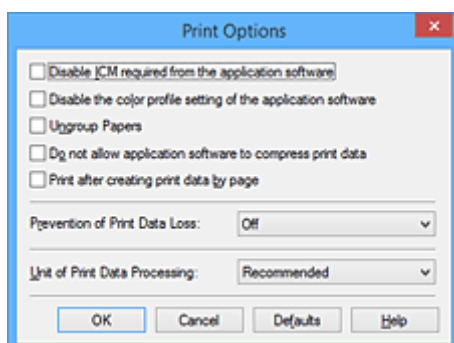 Print Options
Disable ICM required from the application software
Disable the color profile setting of the application software
Ungroup Papers
Do not allow application software to compress print data
Print after creating print data by page
Prevention of Print Data Loss: Off
Unit of Print Data Processing: Recommended
OK Cancel Defaults Help